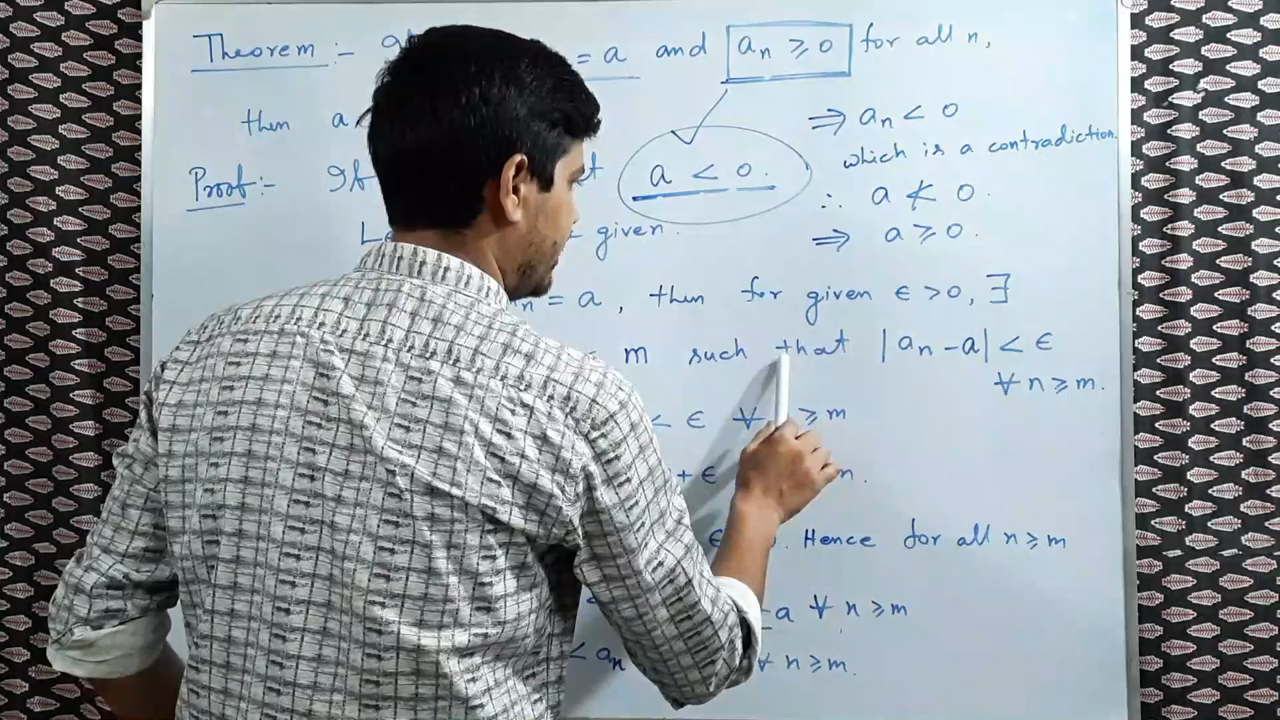 Theorem :- = a and aₙ ≥ 0 for all n,
then a
Proof :- If a < 0.
given.
ₙ = a, then for given ϵ > 0, ∃
m such that |aₙ - a| < ϵ
∀ n ≥ m.
< ϵ ∀ ≥ m
+ ϵ
Hence for all n ≥ m
- a ∀ n ≥ m
< aₙ ∀ n ≥ m.
⇒ aₙ < 0
which is a contradiction.
∴ a ≮ 0.
⇒ a ≥ 0.